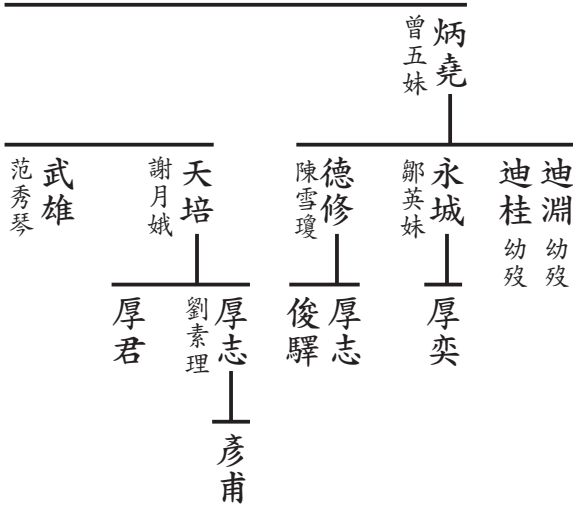 炳堯
曾五妹
迪淵 幼歿
迪桂 幼歿
永城
鄒英妹
德修
陳雪瓊
天培
謝月娥
武雄
范秀琴
厚奕
厚志
俊驛
厚志
劉素理
厚君
彥甫